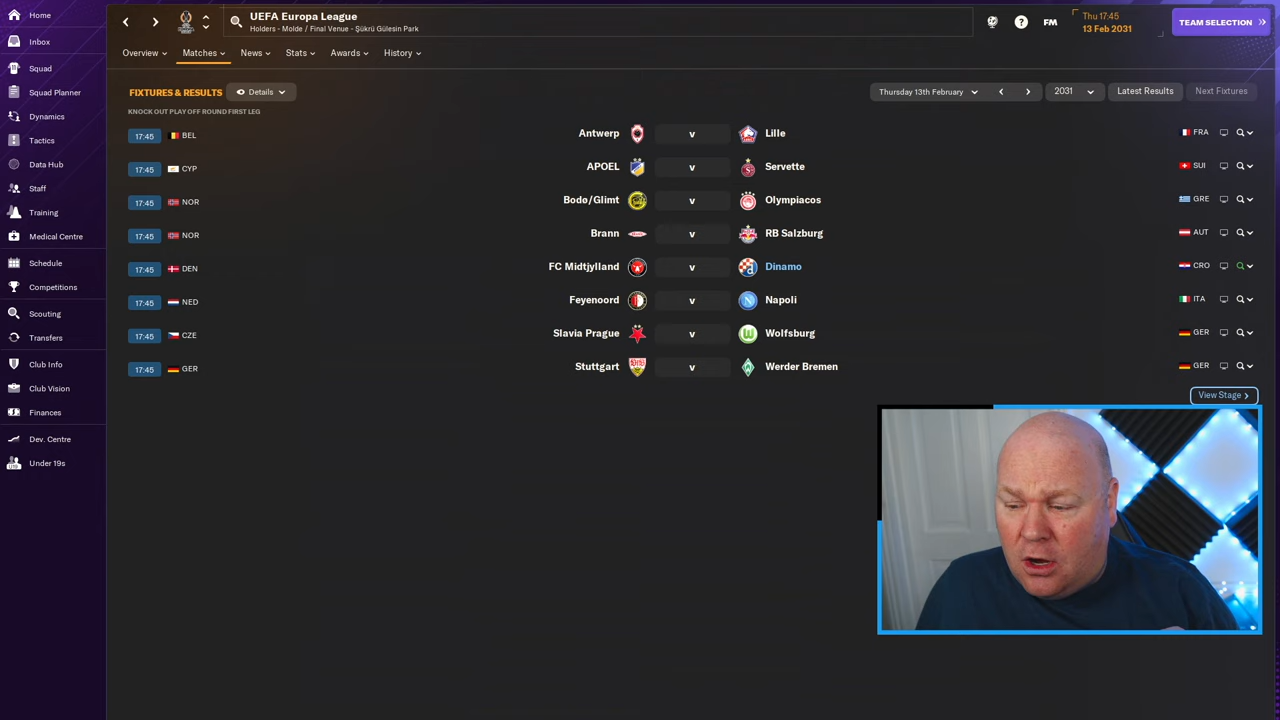 Home
Inbox
Squad
Squad Planner
Dynamics
Tactics
Data Hub
Staff
Training
Medical Centre
Schedule
Competitions
Scouting
Transfers
Club Info
Club Vision
Finances
Dev. Centre
Under 19s
UEFA Europa League
Holders - Molde / Final Venue - Şükrü Gülesin Park
FM
Thu 17:45
13 Feb 2031
TEAM SELECTION
Overview Matches News Stats Awards History
FIXTURES & RESULTS Details Thursday 13th February 2031 Latest Results Next Fixtures
KNOCK OUT PLAY OFF ROUND FIRST LEG
17:45 BEL Antwerp v Lille FRA
17:45 CYP APOEL v Servette SUI
17:45 NOR Bodø/Glimt v Olympiacos GRE
17:45 NOR Brann v RB Salzburg AUT
17:45 DEN FC Midtjylland v Dinamo CRO
17:45 NED Feyenoord v Napoli ITA
17:45 CZE Slavia Prague v Wolfsburg GER
17:45 GER Stuttgart v Werder Bremen GER
View Stage